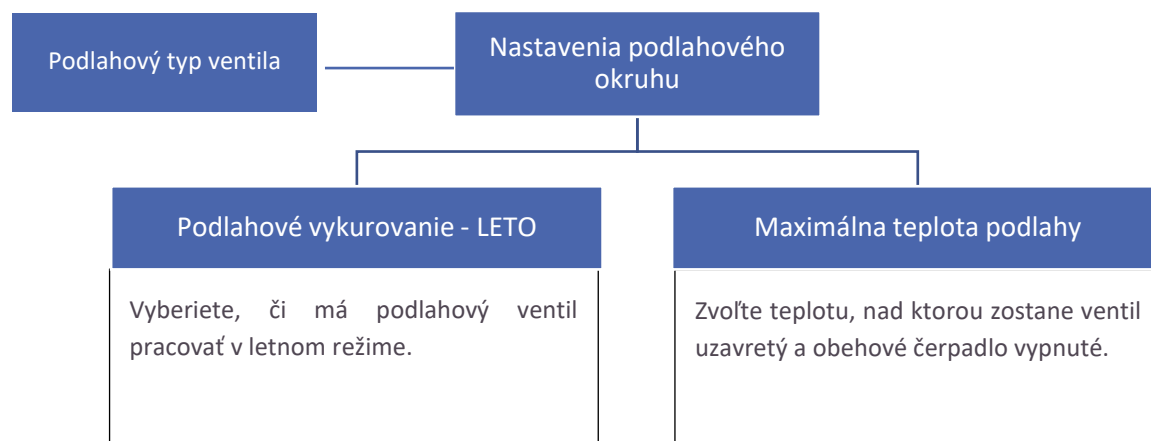 Podlahový typ ventila
Nastavenia podlahového
okruhu
Podlahové vykurovanie - LETO
Maximálna teplota podlahy
Vyberiete, či má podlahový ventil
pracovať v letnom režime.
Zvoľte teplotu, nad ktorou zostane ventil
uzavretý a obehové čerpadlo vypnuté.